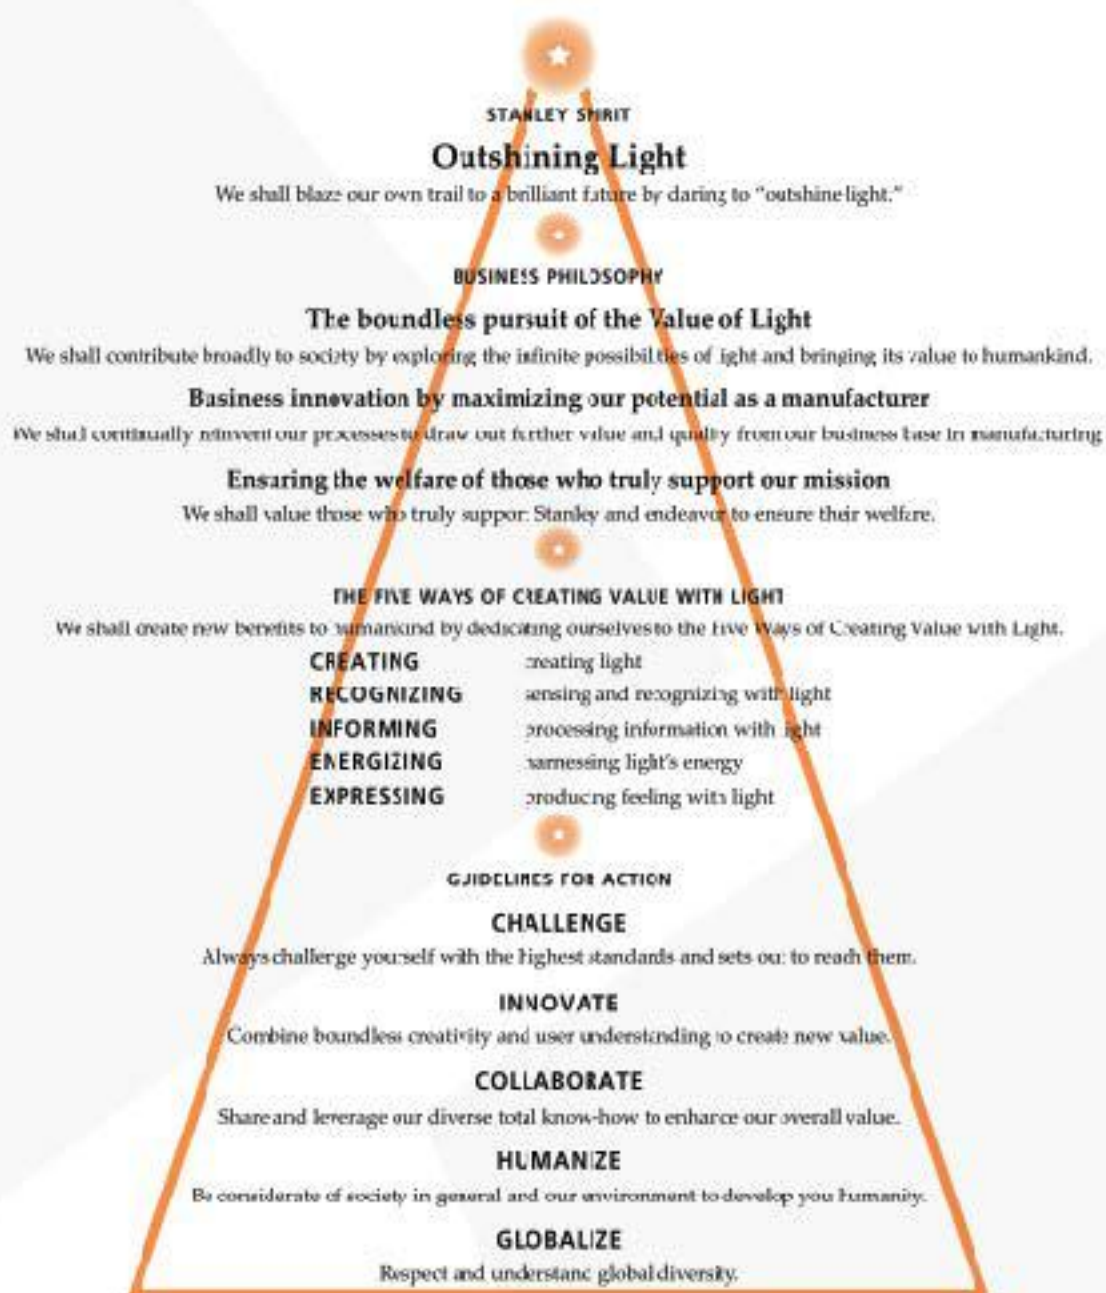 STANLEY SPIRIT
Outshining Light
We shall blaze our own trail to a brilliant future by daring to “outshine light.”
BUSINESS PHILOSOPHY
The boundless pursuit of the Value of Light
We shall contribute broadly to society by exploring the infinite possibilities of light and bringing its value to humankind.
Business innovation by maximizing our potential as a manufacturer
We shall continually reinvent our processes to draw out further value and quality from our business base in manufacturing
Ensuring the welfare of those who truly support our mission
We shall value those who truly support Stanley and endeavor to ensure their welfare.
THE FIVE WAYS OF CREATING VALUE WITH LIGHT
We shall create new benefits to humankind by dedicating ourselves to the Five Ways of Creating Value with Light.
CREATING creating light
RECOGNIZING sensing and recognizing with light
INFORMING processing information with light
ENERGIZING harnessing light's energy
EXPRESSING producing feeling with light
GUIDELINES FOR ACTION
CHALLENGE
Always challenge yourself with the highest standards and sets out to reach them.
INNOVATE
Combine boundless creativity and user understanding to create new value.
COLLABORATE
Share and leverage our diverse total know-how to enhance our overall value.
HUMANIZE
Be considerate of society in general and our environment to develop you humanity.
GLOBALIZE
Respect and understand global diversity.